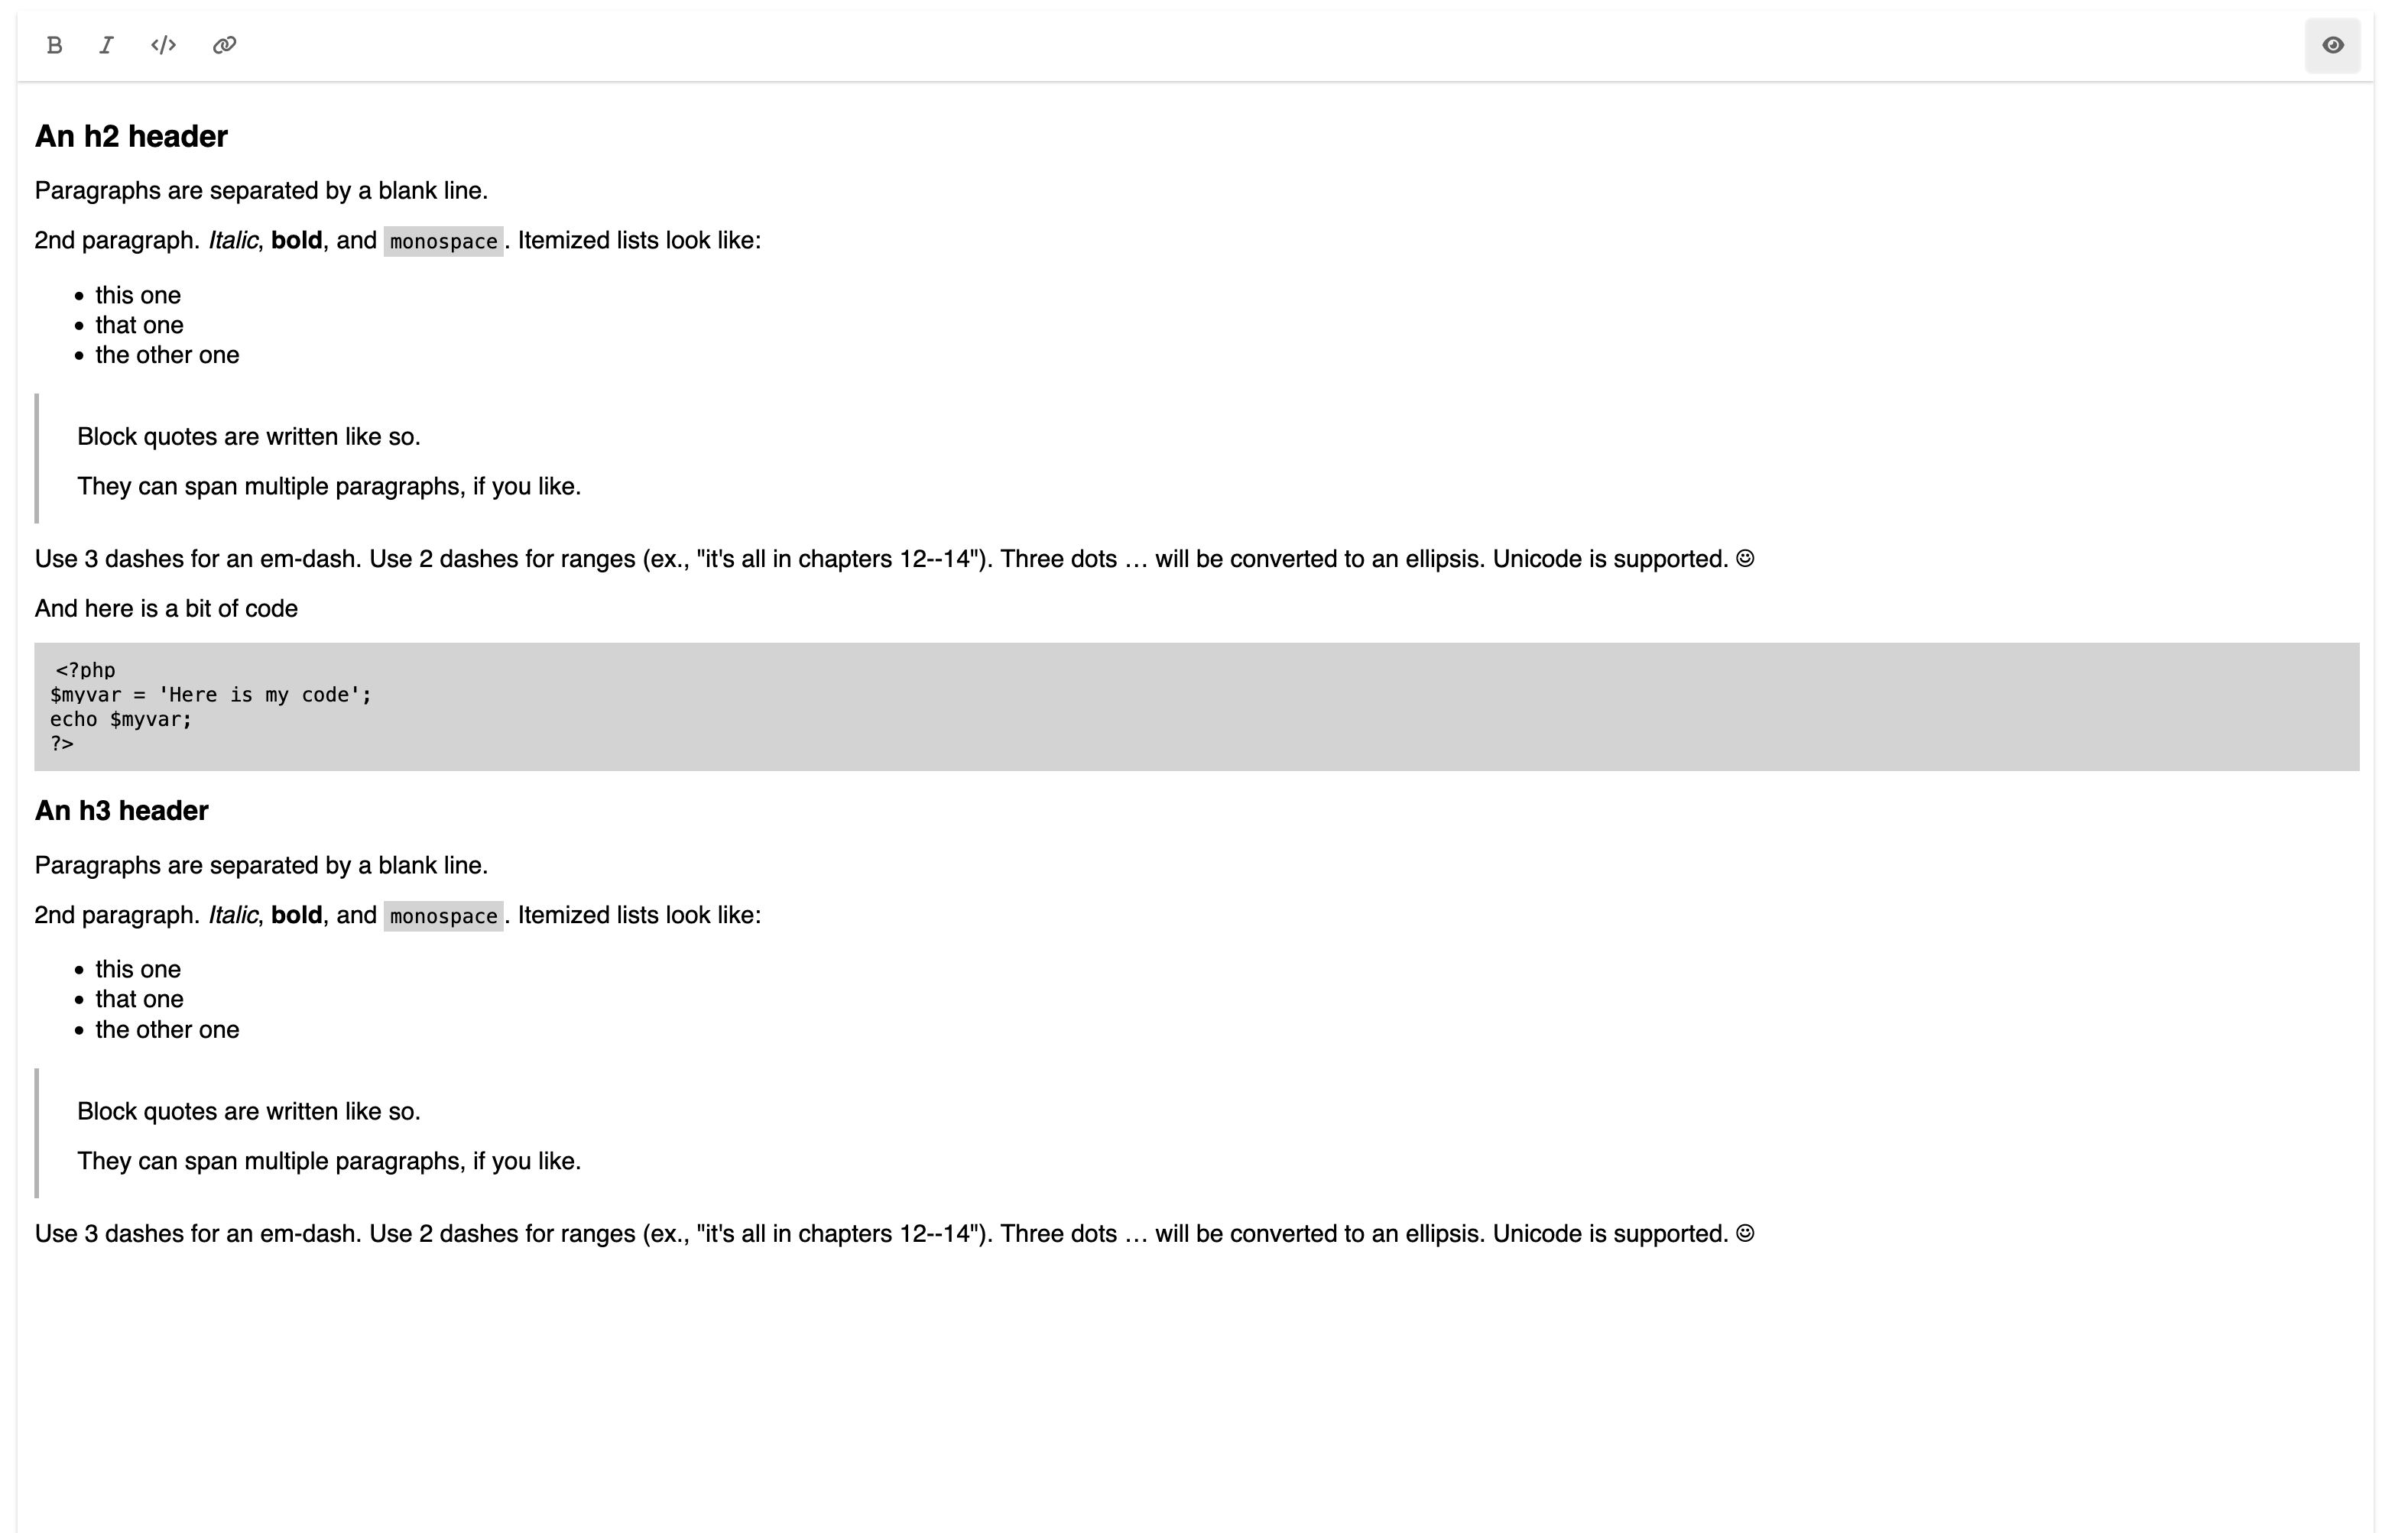 An h2 header
Paragraphs are separated by a blank line.
2nd paragraph. Italic, bold, and monospace. Itemized lists look like:
• this one
• that one
• the other one
Block quotes are written like so.
They can span multiple paragraphs, if you like.
Use 3 dashes for an em-dash. Use 2 dashes for ranges (ex., "it's all in chapters 12--14"). Three dots … will be converted to an ellipsis. Unicode is supported. ☺
And here is a bit of code
<?php
$myvar = 'Here is my code';
echo $myvar;
?>
An h3 header
Paragraphs are separated by a blank line.
2nd paragraph. Italic, bold, and monospace. Itemized lists look like:
• this one
• that one
• the other one
Block quotes are written like so.
They can span multiple paragraphs, if you like.
Use 3 dashes for an em-dash. Use 2 dashes for ranges (ex., "it's all in chapters 12--14"). Three dots … will be converted to an ellipsis. Unicode is supported. ☺